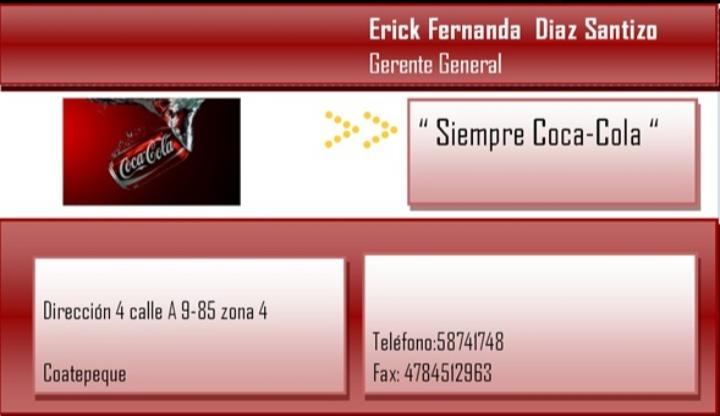 Erick Fernanda Diaz Santizo
Gerente General
Coca-Cola
“ Siempre Coca-Cola “
Dirección 4 calle A 9-85 zona 4
Coatepeque
Teléfono:58741748
Fax: 4784512963